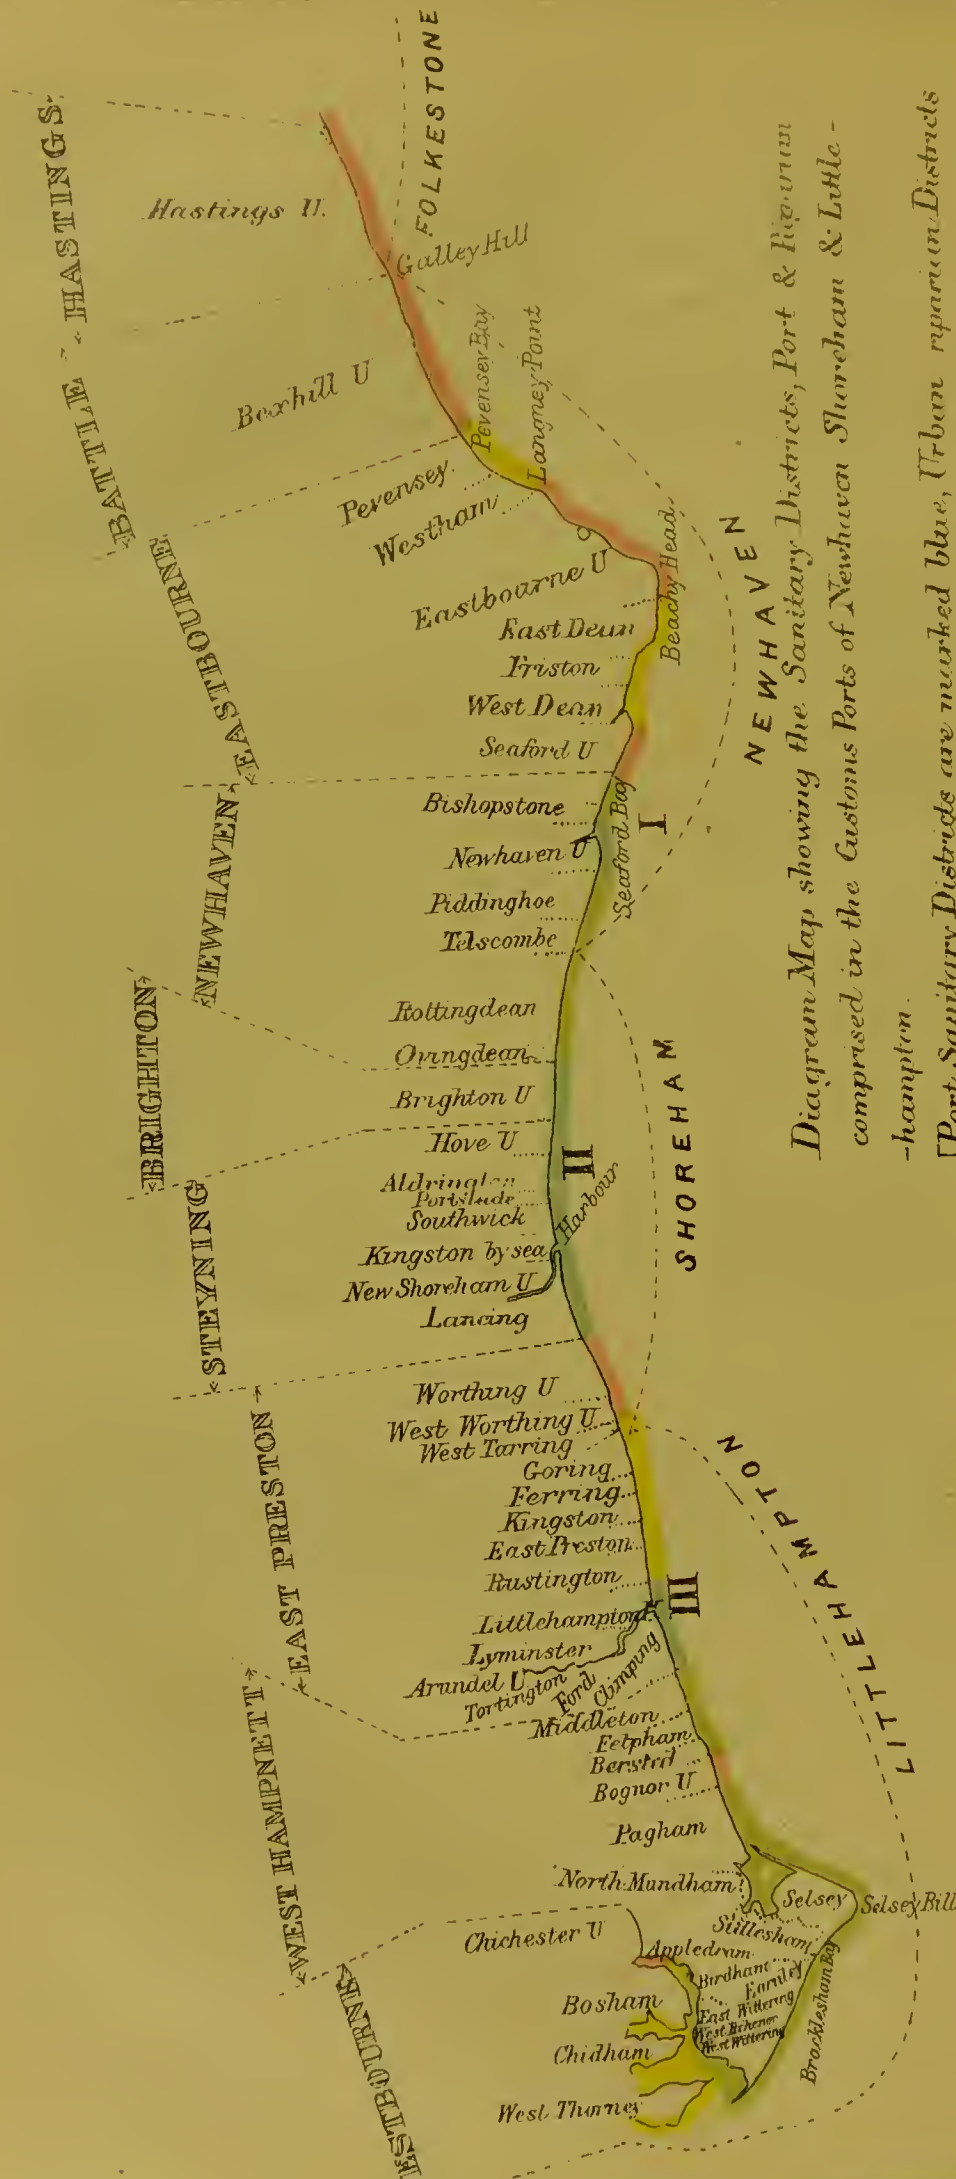 FOLKESTONE
HASTINGS
Hastings U.
Galley Hill
BATTLE
Bexhill U
Pevensey Bay
Langney Point
Pevensey
Westham
EASTBOURNE
Eastbourne U
Beachy Head
East Dean
Friston
West Dean
Seaford U
NEWHAVEN
NEWHAVEN
Bishopstone
Newhaven U
Piddinghoe
Telscombe
Seaford Bay
I
Diagram Map showing the Sanitary Districts, Port & Riparian
comprised in the Customs Ports of Newhaven Shoreham & Little-
-hampton.
[Port Sanitary Districts are marked blue, Urban riparian Districts
BRIGHTON
Rottingdean
Ovingdean
Brighton U
Hove U
II
SHOREHAM
STEYNING
Aldrington
Portslade
Southwick
Kingston by sea
New Shoreham U
Harbour
Lancing
EAST PRESTON
Worthing U
West Worthing U
West Tarring
Goring
Ferring
Kingston
East Preston
Rustington
III
LITTLEHAMPTON
Littlehampton
Lyminster
Arundel U
Tortington
Ford
Climping
WEST HAMPNETT
Middleton
Felpham
Bersted
Bognor U
Pagham
North Mundham
Selsey
Selsey Bill
Sidlesham
Chichester U
Appledram
Birdham
Earnley
East Wittering
West Itchenor
West Wittering
Bracklesham Bay
Bosham
Chidham
West Thorney
ESTBOURNE